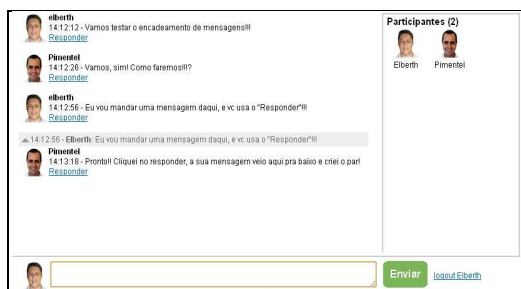 elberth
14:12:12 - Vamos testar o encadeamento de mensagens!!!
Responder
Pimentel
14:12:26 - Vamos, sim! Como faremos!!!?
Responder
elberth
14:12:56 - Eu vou mandar uma mensagem daqui, e vc usa o "Responder"!!!
Responder
14:12:56 - Elberth: Eu vou mandar uma mensagem daqui, e vc usa o "Responder"!!!
Pimentel
14:13:18 - Pronto!! Cliquei no responder, a sua mensagem veio aqui pra baixo e criei o par!
Responder
Participantes (2)
Elberth Pimentel
Enviar logout Elberth